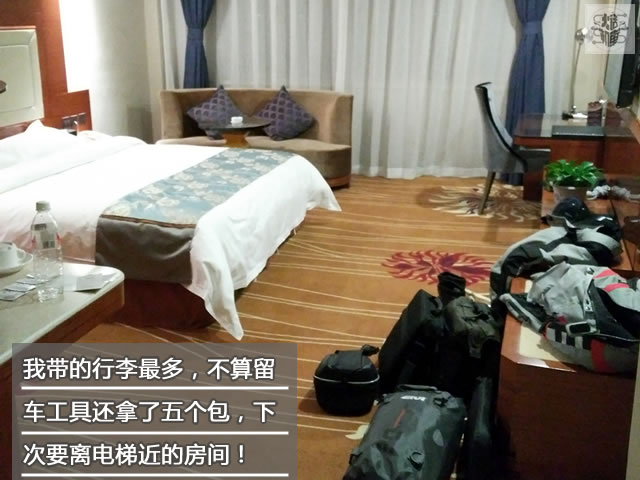 我带的行李最多，不算留
车工具还拿了五个包，下
次要离电梯近的房间！